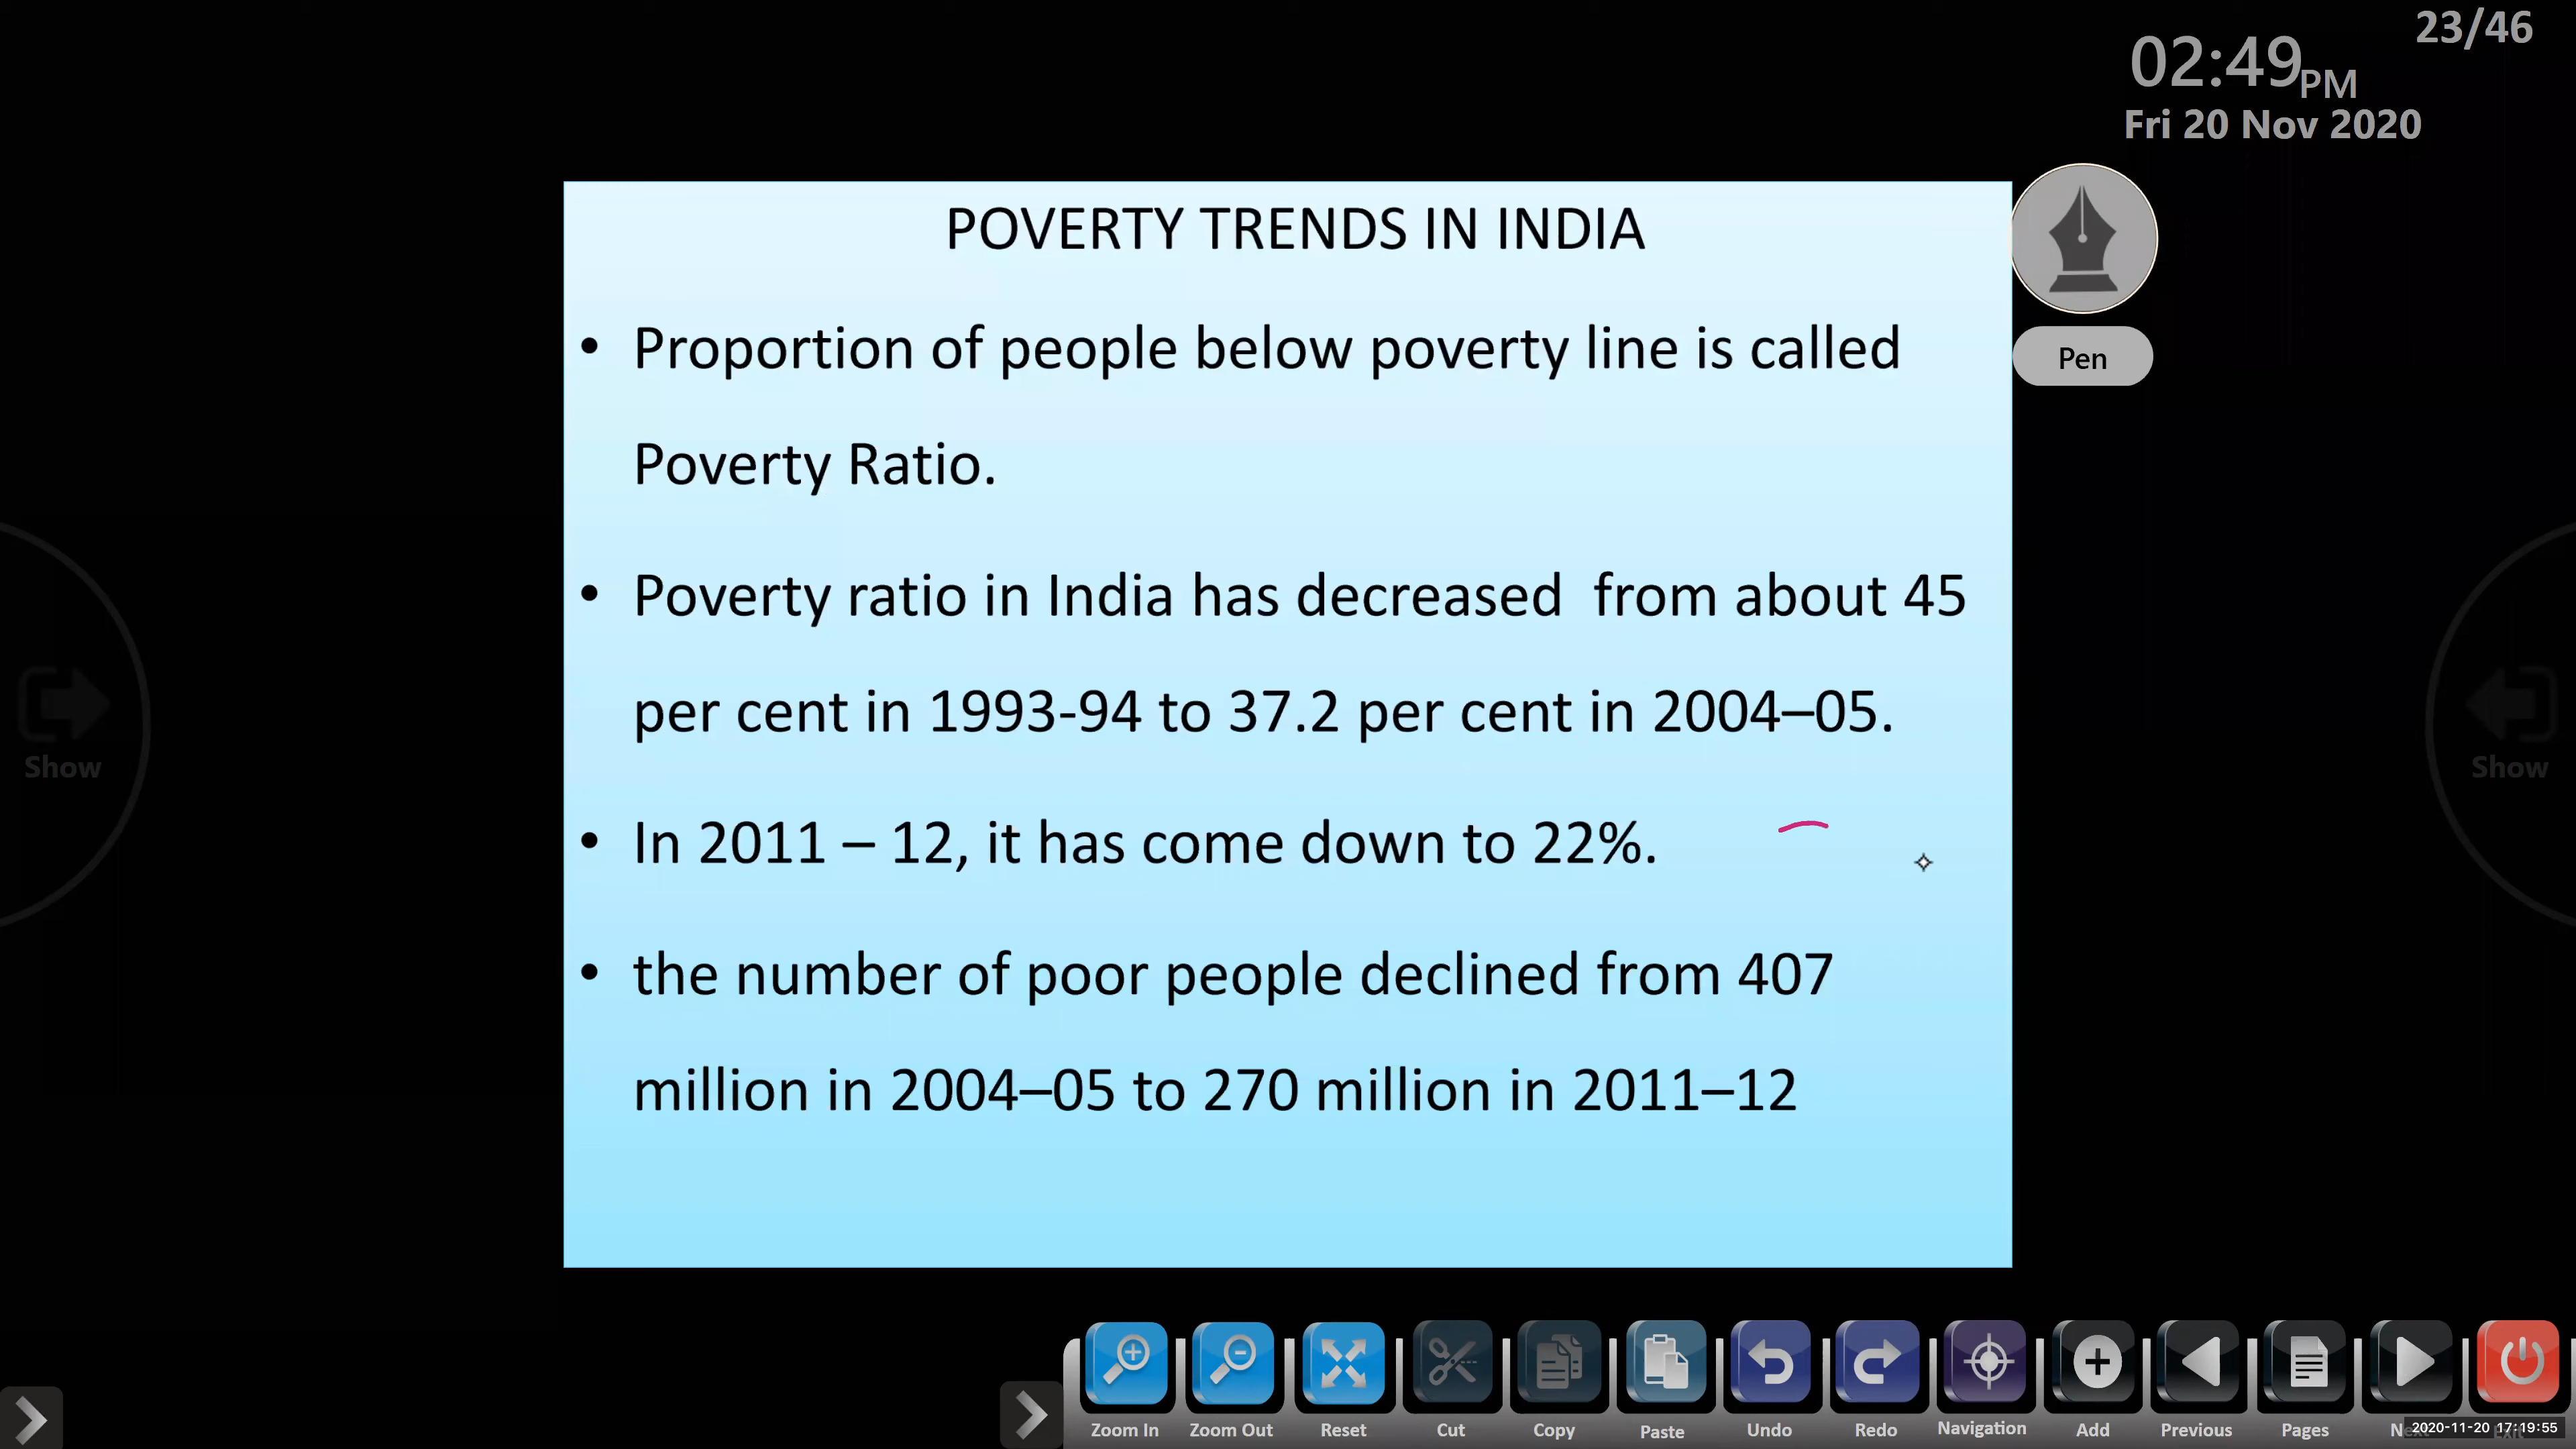 23/46
02:49PM
Fri 20 Nov 2020
POVERTY TRENDS IN INDIA
Pen
• Proportion of people below poverty line is called
Poverty Ratio.
• Poverty ratio in India has decreased from about 45
per cent in 1993-94 to 37.2 per cent in 2004–05.
Show
Show
• In 2011 – 12, it has come down to 22%.
• the number of poor people declined from 407
million in 2004–05 to 270 million in 2011–12
Zoom In Zoom Out Reset Cut Copy Paste Undo Redo Navigation Add Previous Pages
2020-11-20 17:19:55